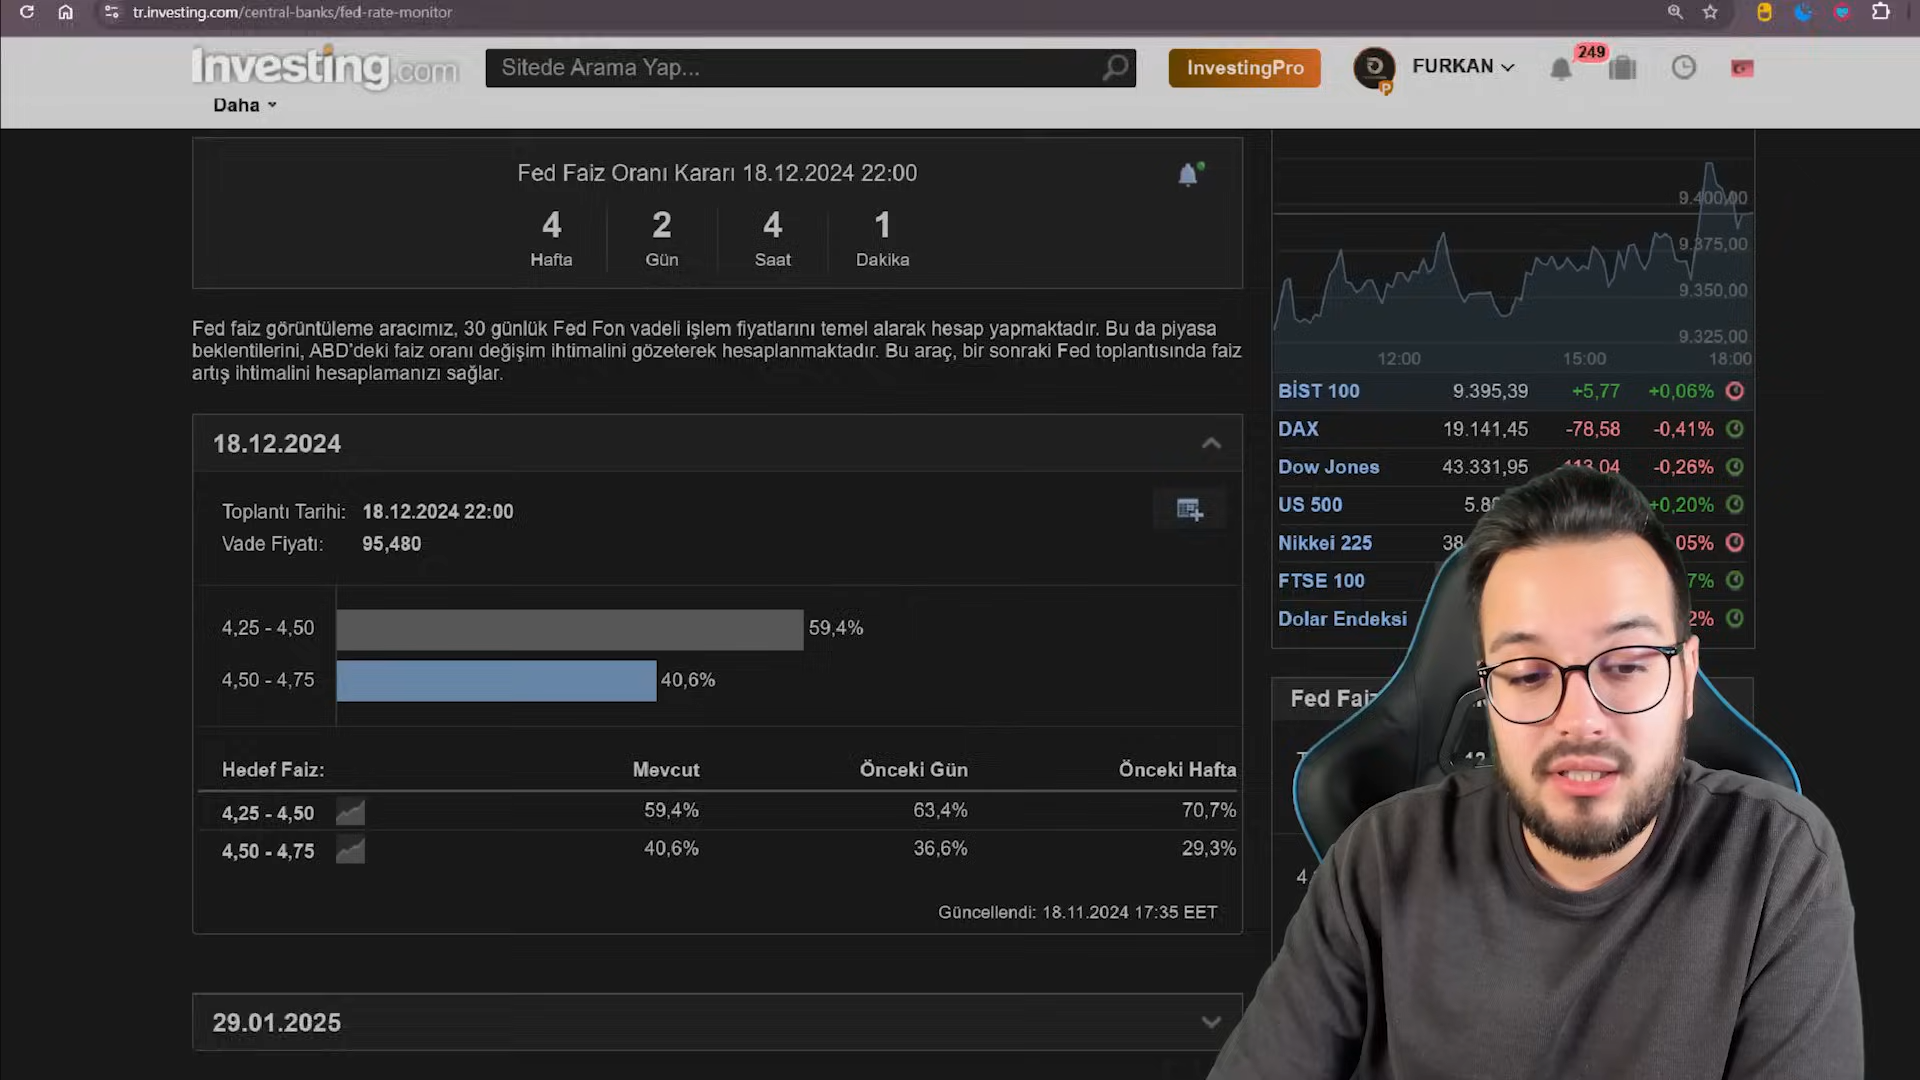 tr.investing.com/central-banks/fed-rate-monitor
Investing.com
Sitede Arama Yap...
InvestingPro
FURKAN
249
Daha
Fed Faiz Oranı Kararı 18.12.2024 22:00
4 2 4 1
Hafta Gün Saat Dakika
Fed faiz görüntüleme aracımız, 30 günlük Fed Fon vadeli işlem fiyatlarını temel alarak hesap yapmaktadır. Bu da piyasa
beklentilerini, ABD'deki faiz oranı değişim ihtimalini gözeterek hesaplanmaktadır. Bu araç, bir sonraki Fed toplantısında faiz
artış ihtimalini hesaplamanızı sağlar.
18.12.2024
Toplantı Tarihi: 18.12.2024 22:00
Vade Fiyatı: 95,480
4,25 - 4,50 59,4%
4,50 - 4,75 40,6%
Hedef Faiz: Mevcut Önceki Gün Önceki Hafta
4,25 - 4,50 59,4% 63,4% 70,7%
4,50 - 4,75 40,6% 36,6% 29,3%
Güncellendi: 18.11.2024 17:35 EET
29.01.2025
9.400,00
9.375,00
9.350,00
9.325,00
12:00 15:00 18:00
BİST 100 9.395,39 +5,77 +0,06%
DAX 19.141,45 -78,58 -0,41%
Dow Jones 43.331,95 -113,04 -0,26%
US 500 +0,20%
Nikkei 225
FTSE 100
Dolar Endeksi
Fed Faiz